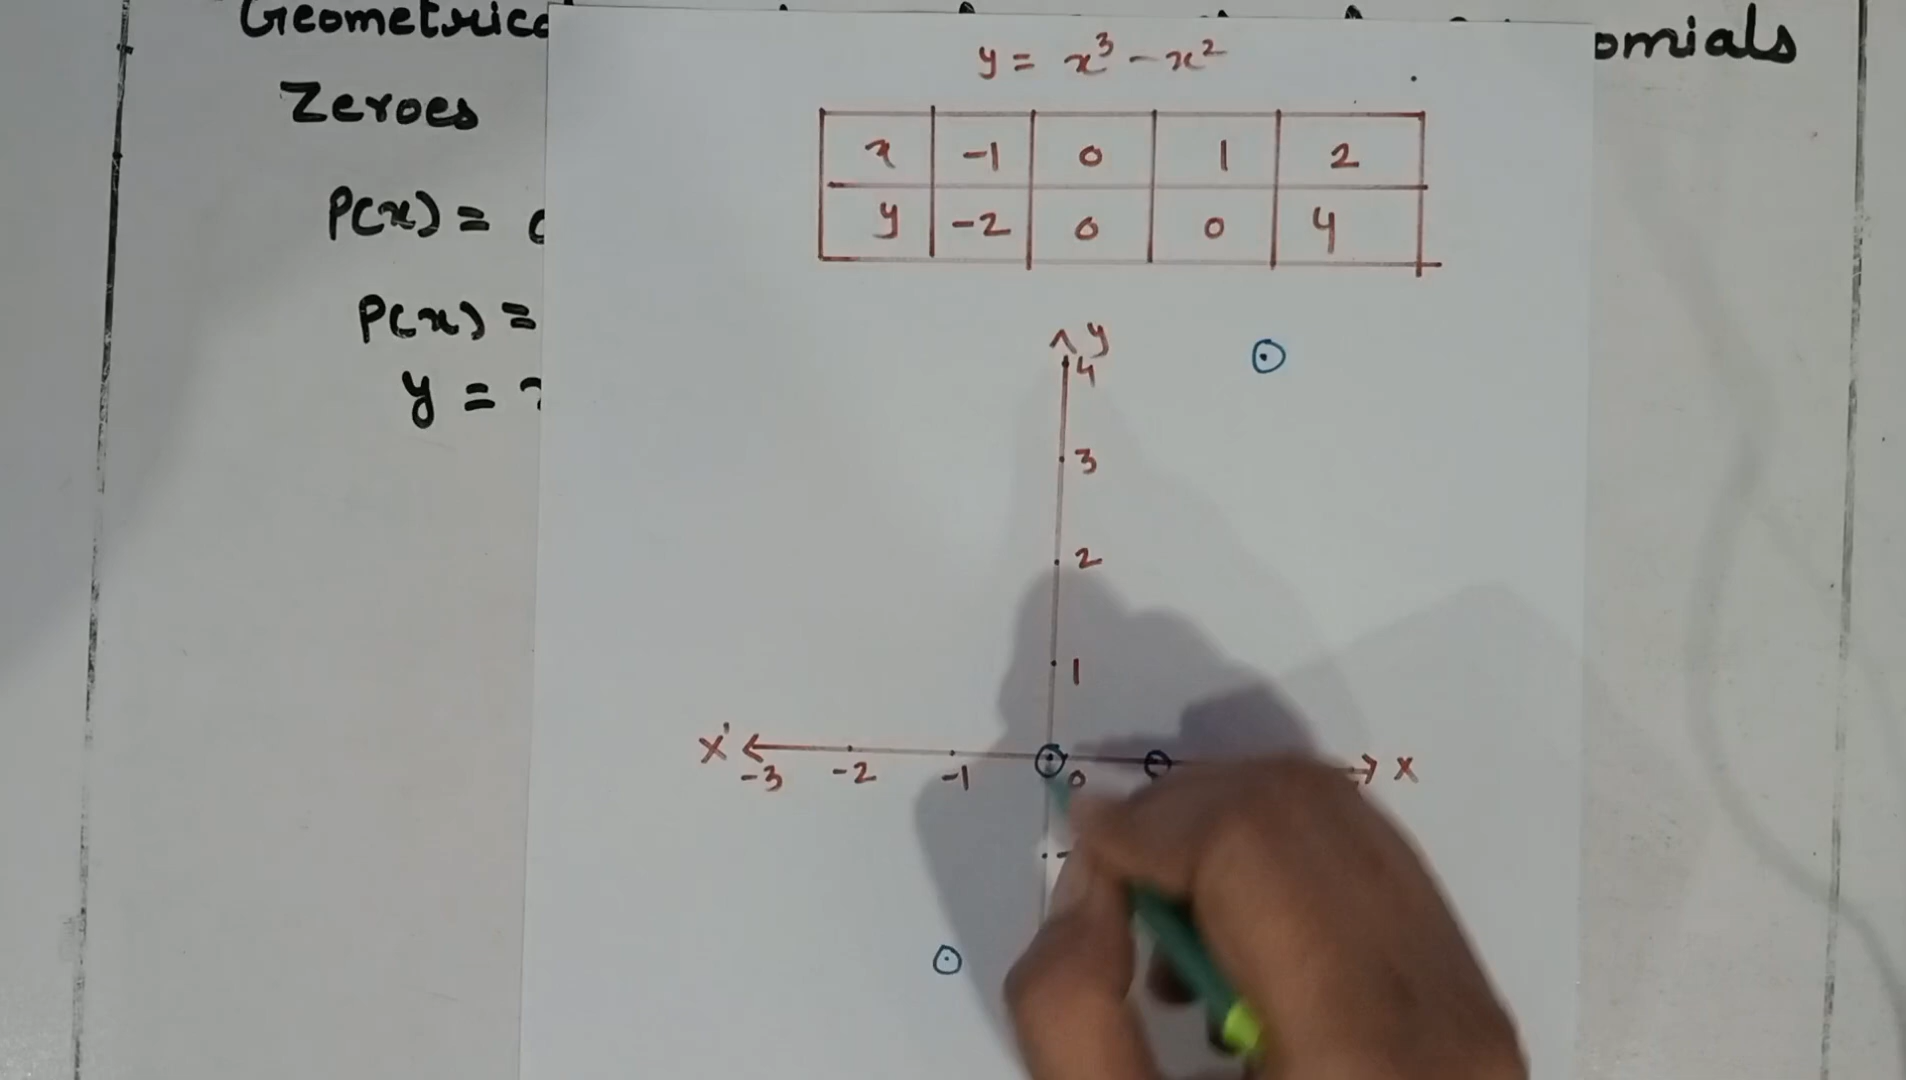 y = x³ - x²
omials
Zeroes
x -1 0 1 2
y -2 0 0 4
P(x) =
P(x) =
y =
y
4
3
2
1
X' X
-3 -2 -1 0